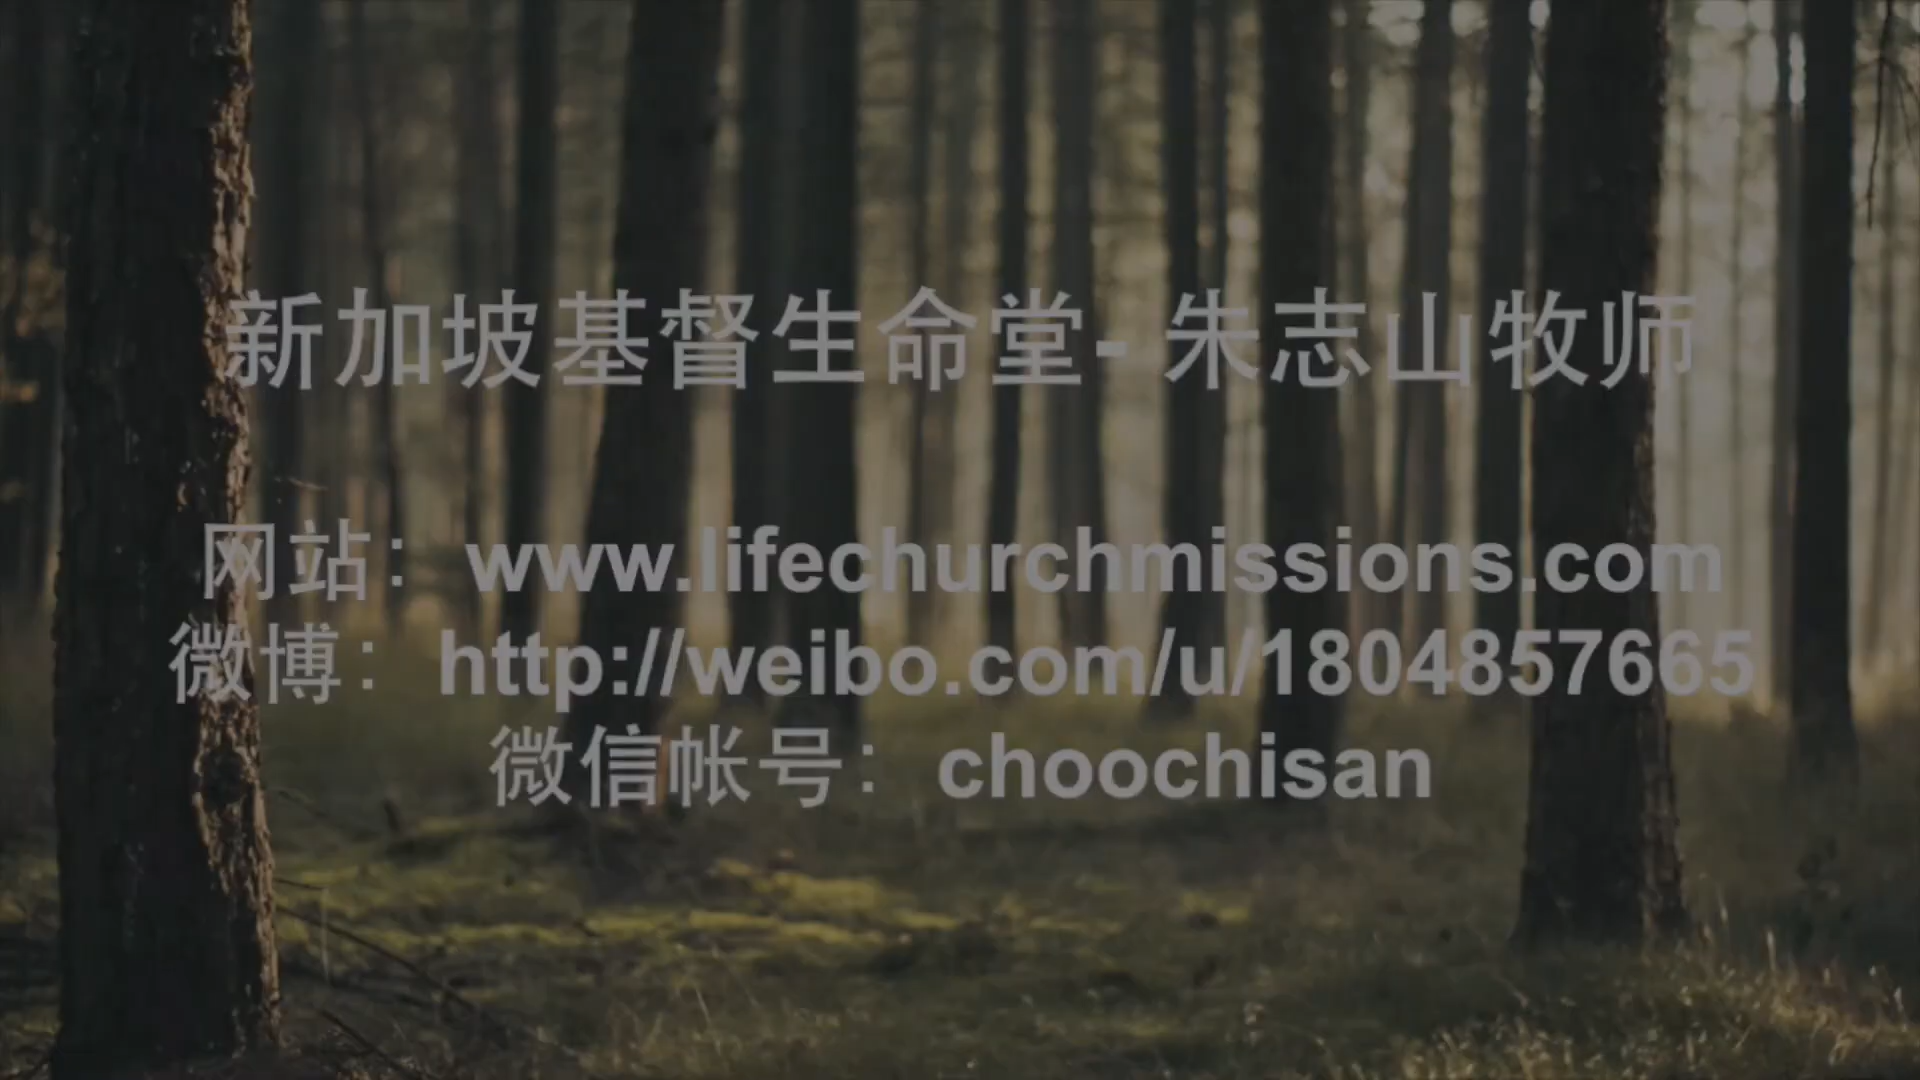 新加坡基督生命堂- 朱志山牧师
网站：www.lifechurchmissions.com
微博：http://weibo.com/u/1804857665
微信帐号：choochisan